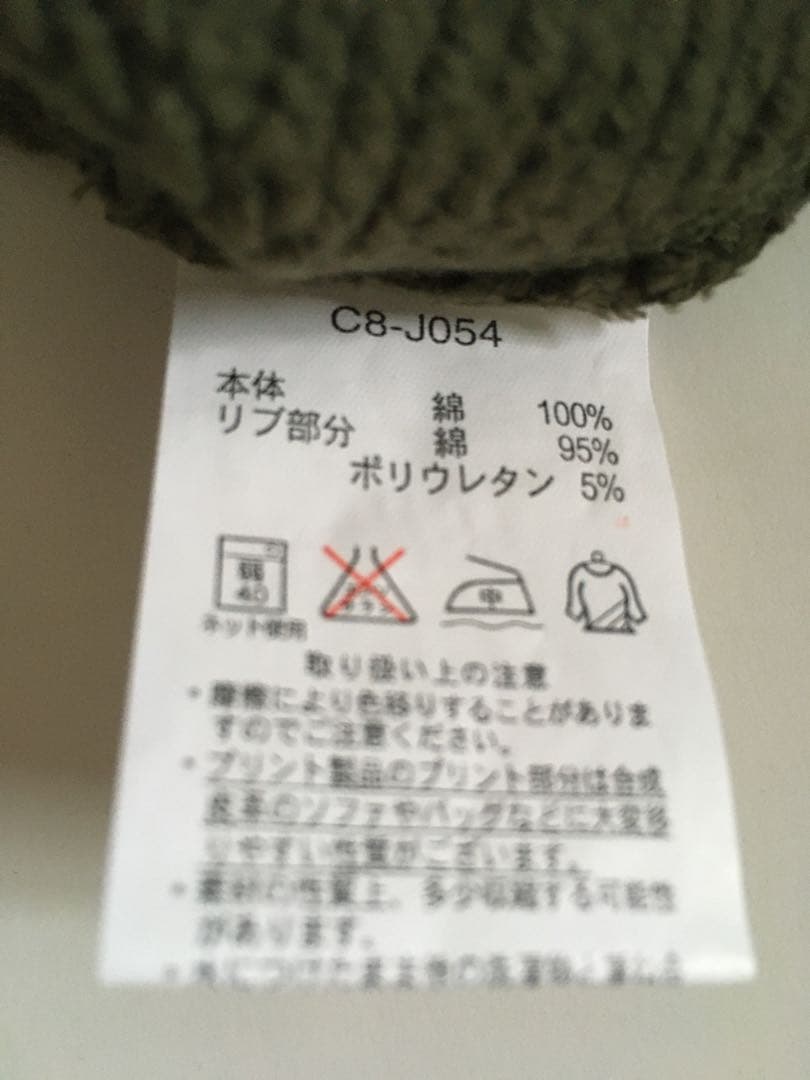 C8-J054
本体 綿 100%
リブ部分 綿 95%
ポリウレタン 5%
弱
40
中
ネット使用
取り扱い上の注意
・摩擦により色移りすることがありま
すのでご注意ください。
・プリント製品のプリント部分は合成
皮革のソファやバッグなどに大変移
りやすい性質がございます。
・素材の性質上、多少収縮する可能性
があります。